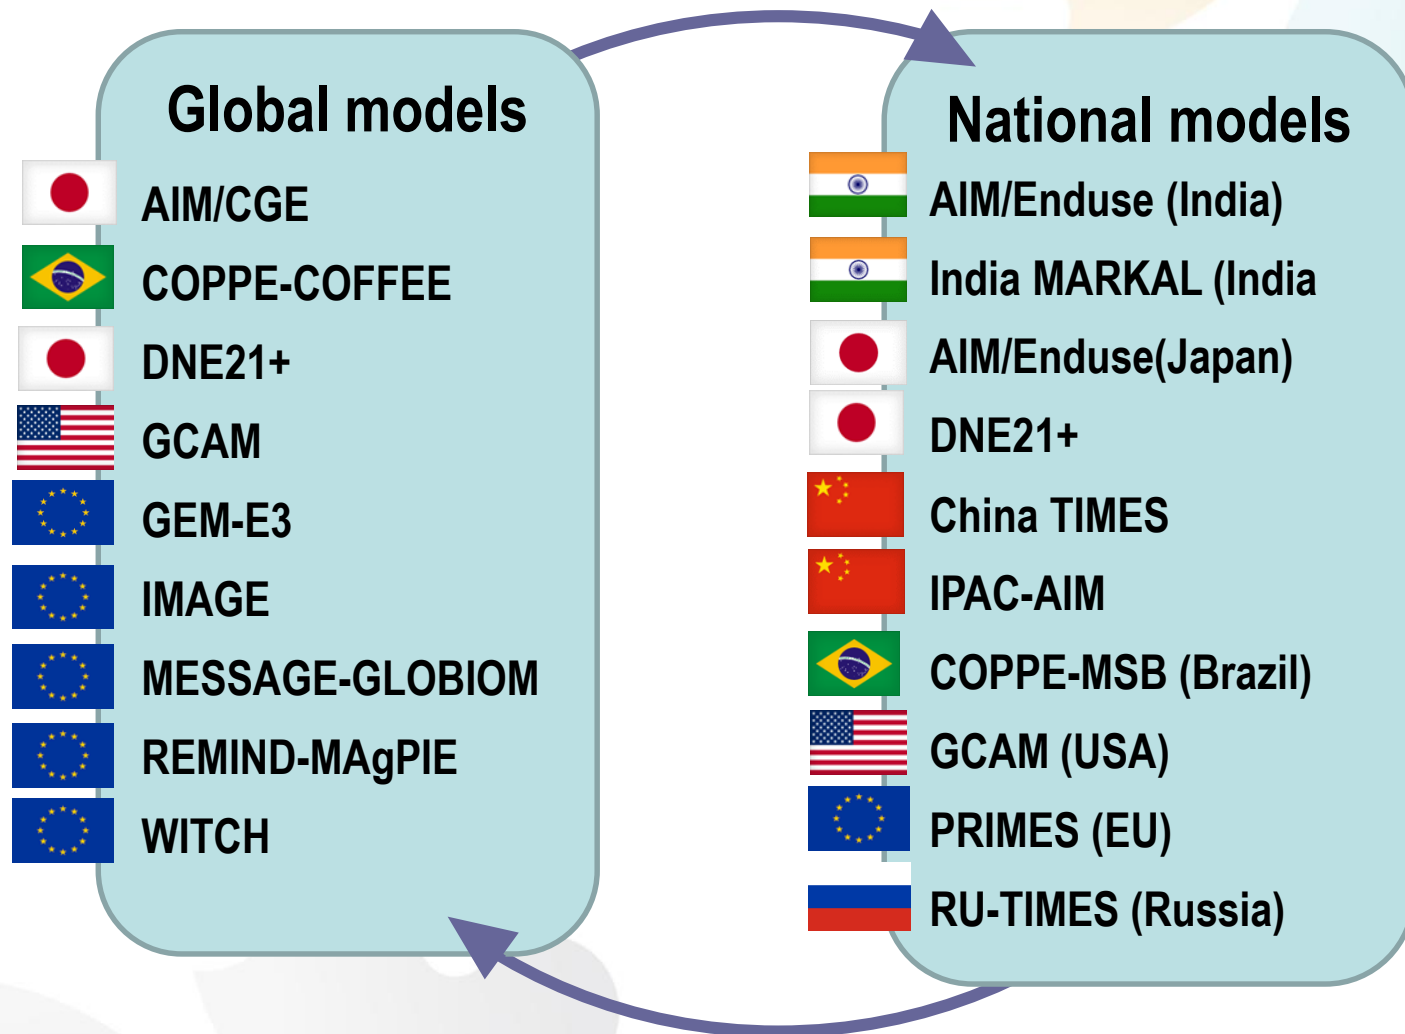 Global models
AIM/CGE
COPPE-COFFEE
DNE21+
GCAM
GEM-E3
IMAGE
MESSAGE-GLOBIOM
REMIND-MAgPIE
WITCH
National models
AIM/Enduse (India)
India MARKAL (India
AIM/Enduse(Japan)
DNE21+
China TIMES
IPAC-AIM
COPPE-MSB (Brazil)
GCAM (USA)
PRIMES (EU)
RU-TIMES (Russia)